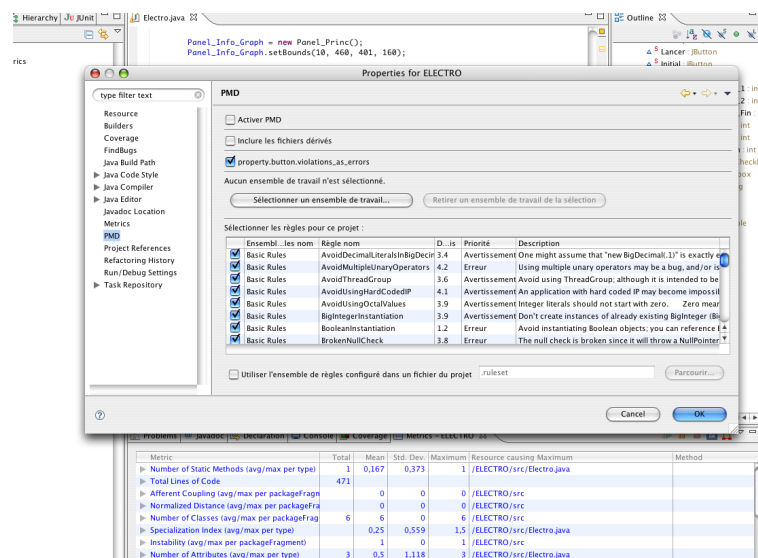 Hierarchy JUnit
Electro.java
Outline
Panel_Info_Graph = new Panel_Princ();
Panel_Info_Graph.setBounds(10, 460, 401, 160);
Lancer : JButton
Initial : JButton
rics
Properties for ELECTRO
type filter text
PMD
Resource
Builders
Coverage
FindBugs
Java Build Path
Java Code Style
Java Compiler
Java Editor
Javadoc Location
Metrics
PMD
Project References
Refactoring History
Run/Debug Settings
Task Repository
Activer PMD
Inclure les fichiers dérivés
property.button.violations_as_errors
Aucun ensemble de travail n'est sélectionné.
Sélectionner un ensemble de travail... Retirer un ensemble de travail de la sélection
Sélectionner les règles pour ce projet :
Ensembl...les nom Règle nom D...is Priorité Description
Basic Rules AvoidDecimalLiteralsInBigDecin 3.4 Avertissement One might assume that "new BigDecimal(.1)" is exactly e
Basic Rules AvoidMultipleUnaryOperators 4.2 Erreur Using multiple unary operators may be a bug, and/or is
Basic Rules AvoidThreadGroup 3.6 Avertissement Avoid using ThreadGroup; although it is intended to be
Basic Rules AvoidUsingHardCodedIP 4.1 Avertissement An application with hard coded IP may become impossil
Basic Rules AvoidUsingOctalValues 3.9 Avertissement Integer literals should not start with zero. Zero mear
Basic Rules BigIntegerInstantiation 3.9 Avertissement Don't create instances of already existing BigInteger (Bi
Basic Rules BooleanInstantiation 1.2 Erreur Avoid instantiating Boolean objects; you can reference
Basic Rules BrokenNullCheck 3.8 Erreur The null check is broken since it will throw a NullPointer
Utiliser l'ensemble de règles configuré dans un fichier du projet .ruleset Parcourir...
Cancel OK
_1 : in
_2 : in
_Fin :
int
int
: int
Problems Javadoc Declaration Console Coverage Metrics - ELECTRO
Metric Total Mean Std. Dev. Maximum Resource causing Maximum Method
Number of Static Methods (avg/max per type) 1 0,167 0,373 1 /ELECTRO/src/Electro.java
Total Lines of Code 471
Afferent Coupling (avg/max per packageFragn 0 0 0 /ELECTRO/src
Normalized Distance (avg/max per packageFra 0 0 0 /ELECTRO/src
Number of Classes (avg/max per packageFrag 6 6 0 6 /ELECTRO/src
Specialization Index (avg/max per type) 0,25 0,559 1,5 /ELECTRO/src/Electro.java
Instability (avg/max per packageFragment) 1 0 1 /ELECTRO/src
Number of Attributes (avg/max per type) 3 0,5 1,118 3 /ELECTRO/src/Electro.java